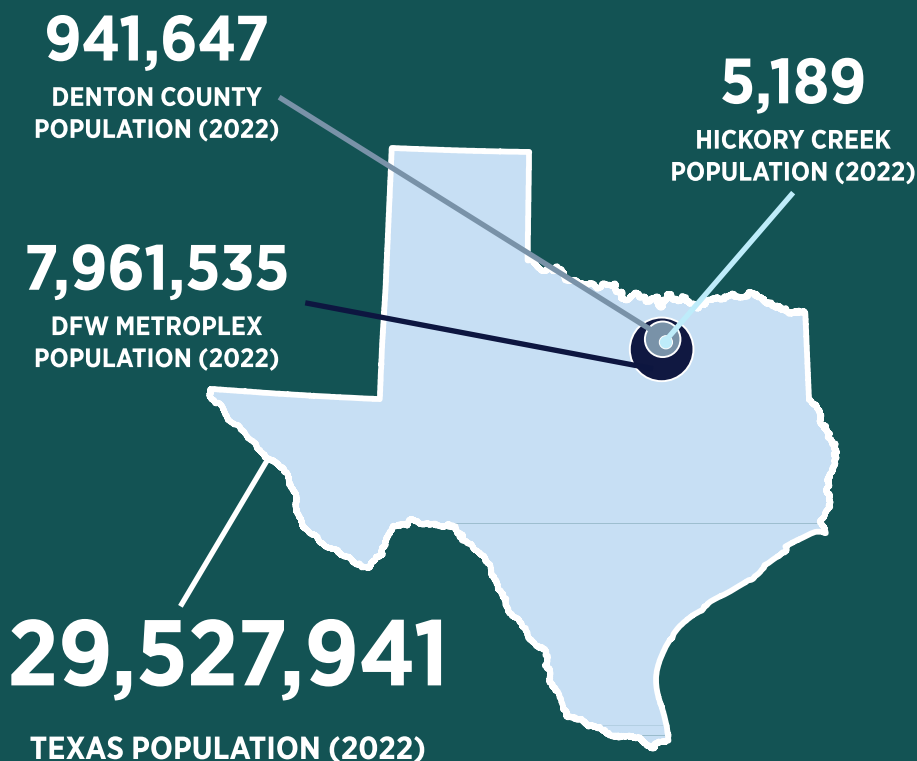 941,647
DENTON COUNTY
POPULATION (2022)
5,189
HICKORY CREEK
POPULATION (2022)
7,961,535
DFW METROPLEX
POPULATION (2022)
29,527,941
TEXAS POPULATION (2022)